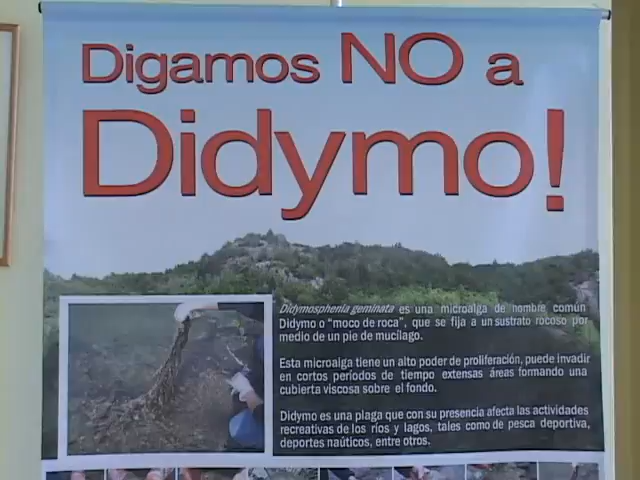 Digamos NO a
Didymo!
Didymosphenia geminata es una microalga de nombre común
Didymo o "moco de roca", que se fija a un sustrato rocoso por
medio de un pie de mucílago.
Esta microalga tiene un alto poder de proliferación, puede invadir
en cortos períodos de tiempo extensas áreas formando una
cubierta viscosa sobre el fondo.
Didymo es una plaga que con su presencia afecta las actividades
recreativas de los ríos y lagos, tales como de pesca deportiva,
deportes naúticos, entre otros.